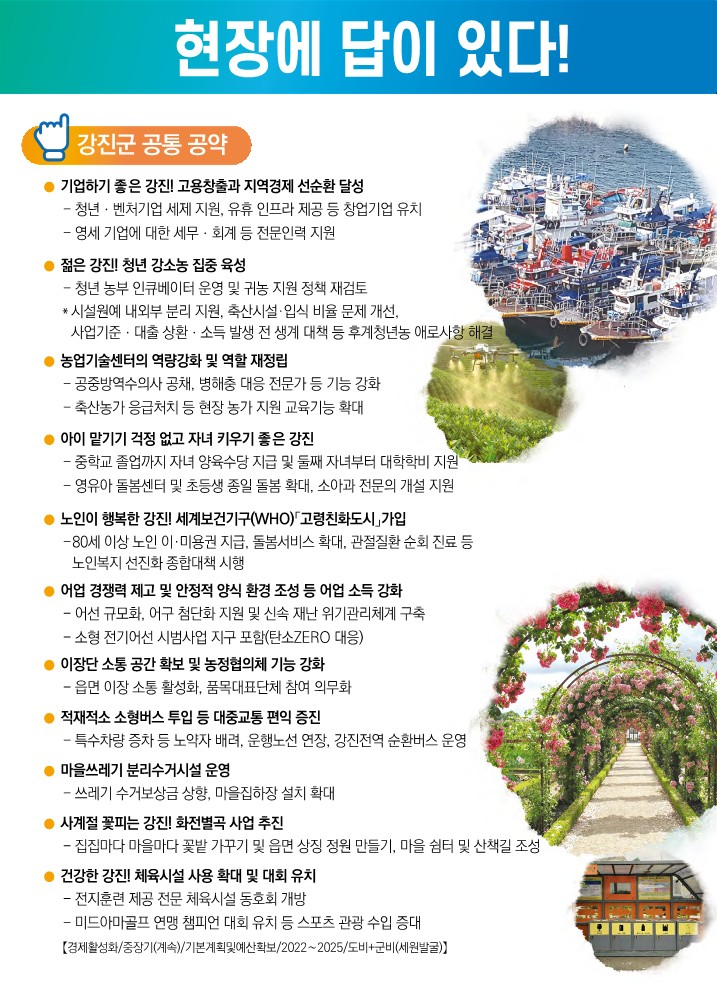 현장에 답이 있다!
강진군 공통 공약
● 기업하기 좋은 강진! 고용창출과 지역경제 선순환 달성
- 청년 · 벤처기업 세제 지원, 유휴 인프라 제공 등 창업기업 유치
- 영세 기업에 대한 세무 · 회계 등 전문인력 지원
● 젊은 강진! 청년 강소농 집중 육성
- 청년 농부 인큐베이터 운영 및 귀농 지원 정책 재검토
* 시설원예 내외부 분리 지원, 축산시설·입식 비율 문제 개선,
사업기준 · 대출 상환 · 소득 발생 전 생계 대책 등 후계청년농 애로사항 해결
● 농업기술센터의 역량강화 및 역할 재정립
- 공중방역수의사 공채, 병해충 대응 전문가 등 기능 강화
- 축산농가 응급처치 등 현장 농가 지원 교육기능 확대
● 아이 맡기기 걱정 없고 자녀 키우기 좋은 강진
- 중학교 졸업까지 자녀 양육수당 지급 및 둘째 자녀부터 대학학비 지원
- 영유아 돌봄센터 및 초등생 종일 돌봄 확대, 소아과 전문의 개설 지원
● 노인이 행복한 강진! 세계보건기구(WHO)「고령친화도시」가입
-80세 이상 노인 이·미용권 지급, 돌봄서비스 확대, 관절질환 순회 진료 등
노인복지 선진화 종합대책 시행
● 어업 경쟁력 제고 및 안정적 양식 환경 조성 등 어업 소득 강화
- 어선 규모화, 어구 첨단화 지원 및 신속 재난 위기관리체계 구축
- 소형 전기어선 시범사업 지구 포함(탄소ZERO 대응)
● 이장단 소통 공간 확보 및 농정협의체 기능 강화
- 읍면 이장 소통 활성화, 품목대표단체 참여 의무화
● 적재적소 소형버스 투입 등 대중교통 편익 증진
- 특수차량 증차 등 노약자 배려, 운행노선 연장, 강진전역 순환버스 운영
● 마을쓰레기 분리수거시설 운영
- 쓰레기 수거보상금 상향, 마을집하장 설치 확대
● 사계절 꽃피는 강진! 화전별곡 사업 추진
- 집집마다 마을마다 꽃밭 가꾸기 및 읍면 상징 정원 만들기, 마을 쉼터 및 산책길 조성
● 건강한 강진! 체육시설 사용 확대 및 대회 유치
- 전지훈련 제공 전문 체육시설 동호회 개방
- 미드아마골프 연맹 챔피언 대회 유치 등 스포츠 관광 수입 증대
【경제활성화/중장기(계속)/기본계획및예산확보/2022~2025/도비+군비(세원발굴)】